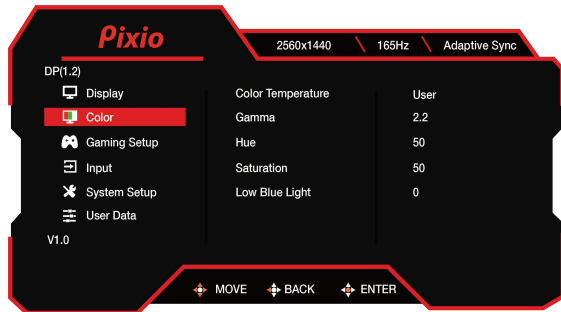 Pixio
2560x1440 \ 165Hz \ Adaptive Sync
DP(1.2)
Display
Color
Gaming Setup
Input
System Setup
User Data
V1.0
Color Temperature User
Gamma 2.2
Hue 50
Saturation 50
Low Blue Light 0
MOVE BACK ENTER